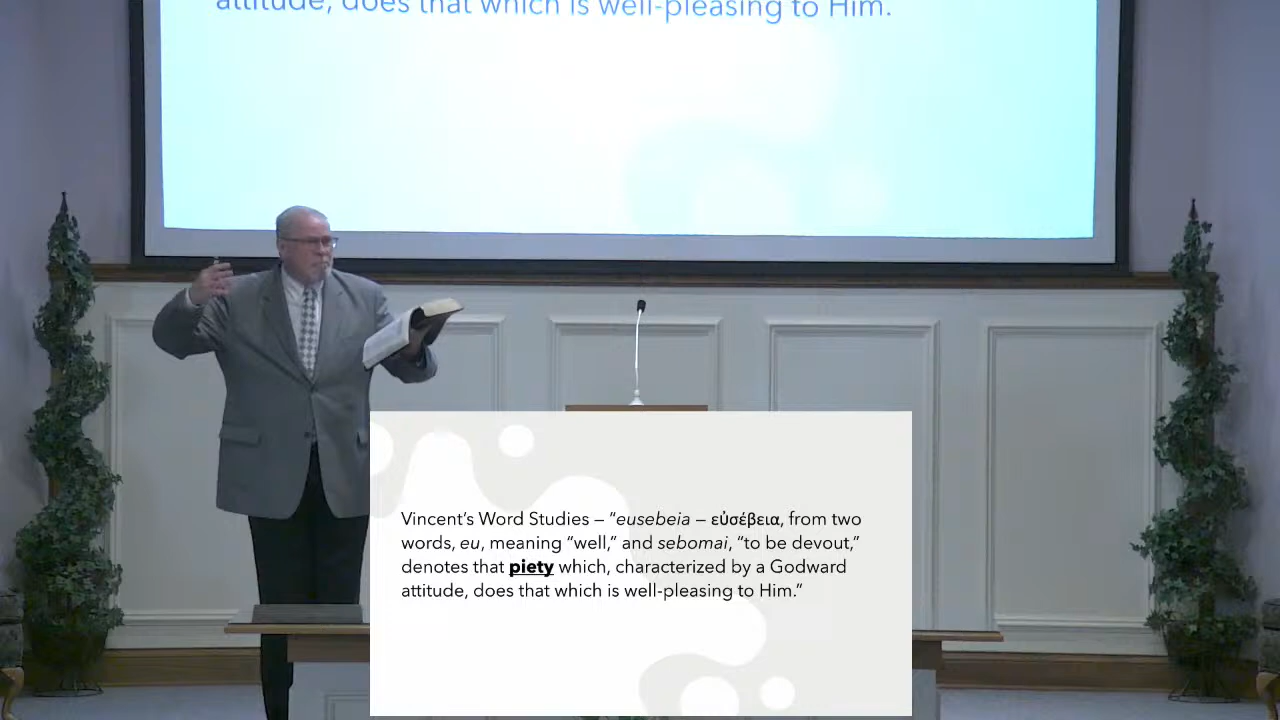 attitude, does that which is well-pleasing to Him.
Vincent’s Word Studies – “eusebeia – εὐσέβεια, from two
words, eu, meaning “well,” and sebomai, “to be devout,”
denotes that piety which, characterized by a Godward
attitude, does that which is well-pleasing to Him.”